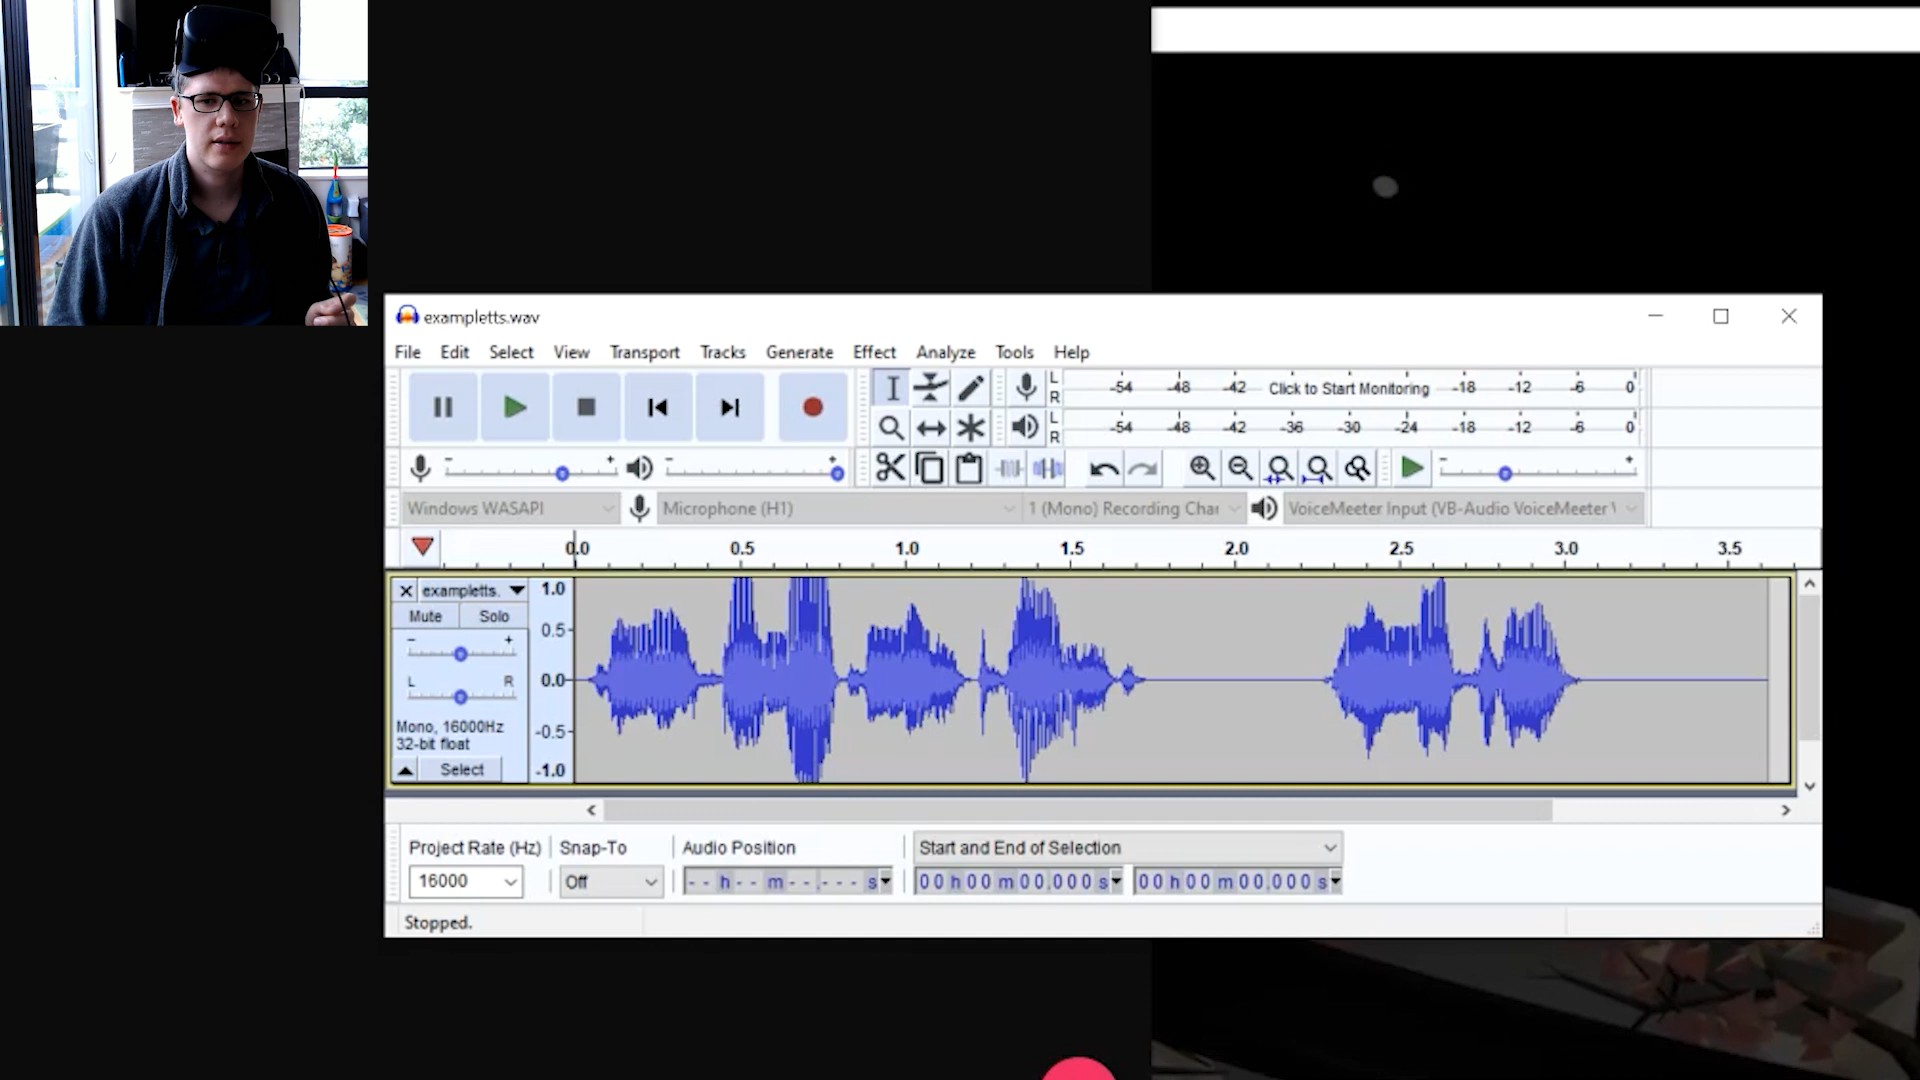 exampletts.wav
File Edit Select View Transport Tracks Generate Effect Analyze Tools Help
L R -54 -48 -42 Click to Start Monitoring -18 -12 -6 0
L R -54 -48 -42 -36 -30 -24 -18 -12 -6 0
- + - + - +
Windows WASAPI Microphone (H1) 1 (Mono) Recording Char VoiceMeeter Input (VB-Audio VoiceMeeter
0.0 0.5 1.0 1.5 2.0 2.5 3.0 3.5
exampletts. 1.0
Mute Solo 0.5
- +
L R 0.0
Mono, 16000Hz -0.5
32-bit float
Select -1.0
Project Rate (Hz) Snap-To Audio Position Start and End of Selection
16000 Off -- h -- m --.--- s 00 h 00 m 00.000 s 00 h 00 m 00.000 s
Stopped.